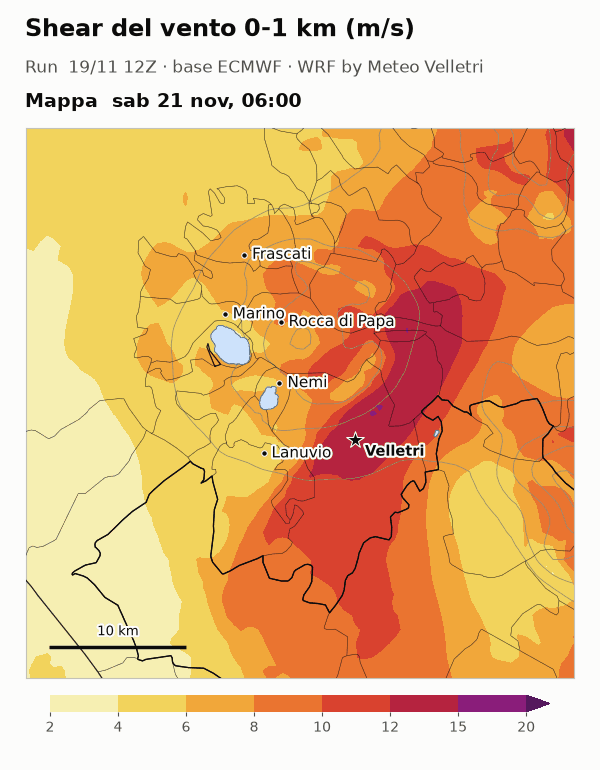 Shear del vento 0-1 km (m/s)
Run  19/11 12Z · base ECMWF · WRF by Meteo Velletri
Mappa  sab 21 nov, 06:00
Frascati
Marino
Rocca di Papa
Nemi
Velletri
Lanuvio
10 km
2 4 6 8 10 12 15 20